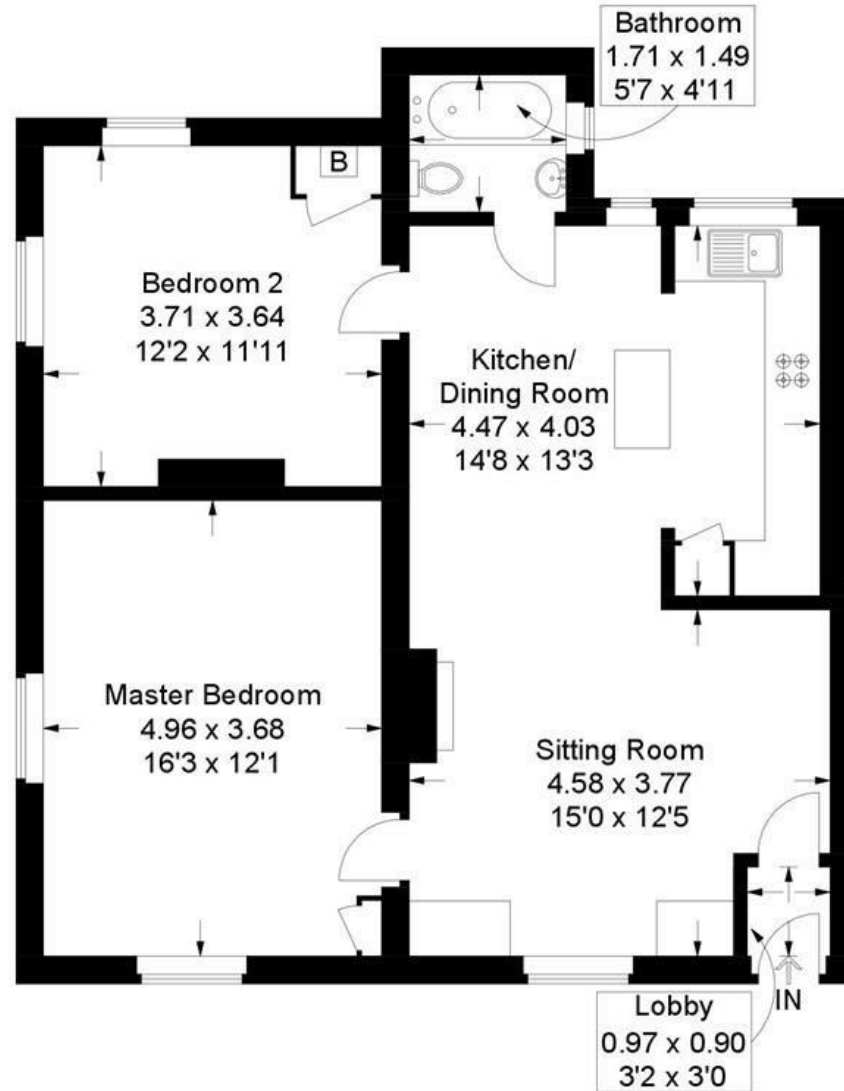 Bathroom
1.71 x 1.49
5'7 x 4'11
B
Bedroom 2
3.71 x 3.64
12'2 x 11'11
Kitchen/
Dining Room
4.47 x 4.03
14'8 x 13'3
Master Bedroom
4.96 x 3.68
16'3 x 12'1
Sitting Room
4.58 x 3.77
15'0 x 12'5
IN
Lobby
0.97 x 0.90
3'2 x 3'0